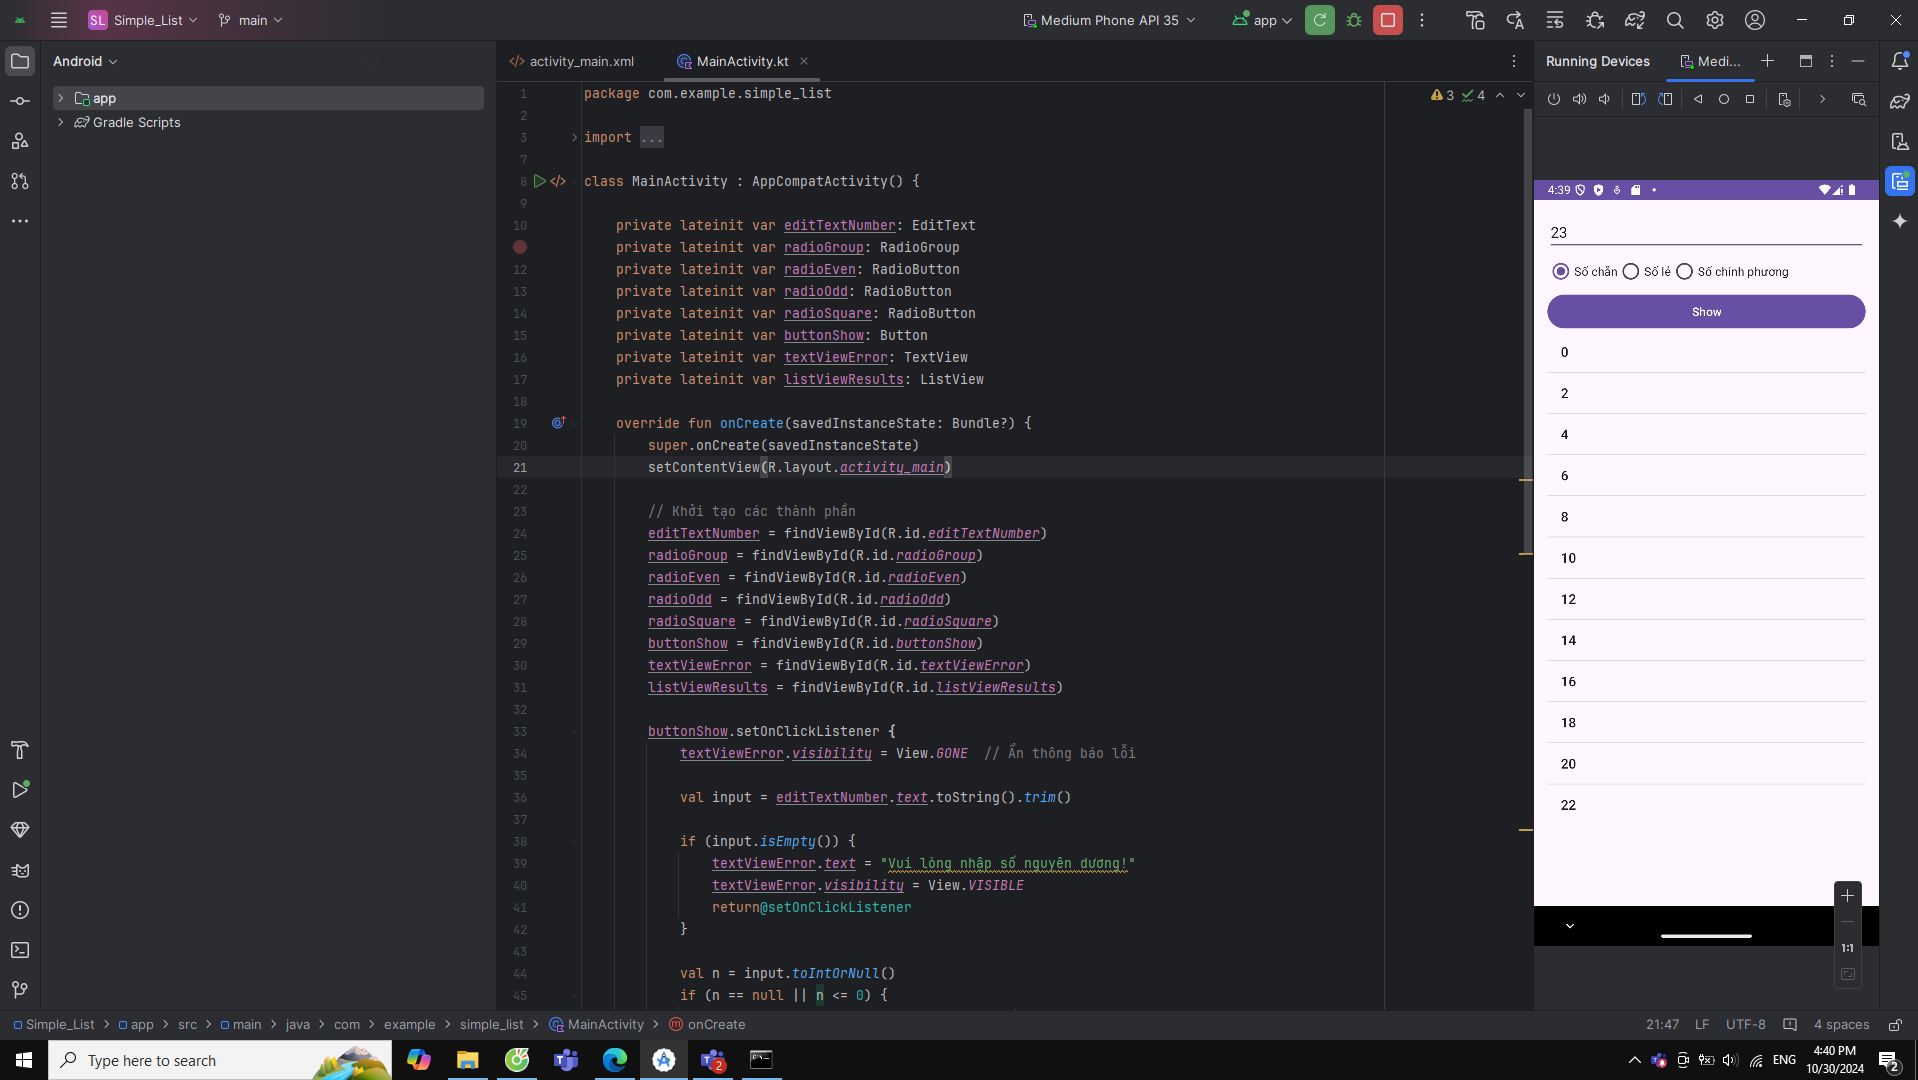 SL Simple_List main Medium Phone API 35 app
Android
app
Gradle Scripts
activity_main.xml MainActivity.kt
3 4
1 package com.example.simple_list
2
3 import ...
7
8 class MainActivity : AppCompatActivity() {
9
10 private lateinit var editTextNumber: EditText
private lateinit var radioGroup: RadioGroup
12 private lateinit var radioEven: RadioButton
13 private lateinit var radioOdd: RadioButton
14 private lateinit var radioSquare: RadioButton
15 private lateinit var buttonShow: Button
16 private lateinit var textViewError: TextView
17 private lateinit var listViewResults: ListView
18
19 override fun onCreate(savedInstanceState: Bundle?) {
20 super.onCreate(savedInstanceState)
21 setContentView(R.layout.activity_main)
22
23 // Khởi tạo các thành phần
24 editTextNumber = findViewById(R.id.editTextNumber)
25 radioGroup = findViewById(R.id.radioGroup)
26 radioEven = findViewById(R.id.radioEven)
27 radioOdd = findViewById(R.id.radioOdd)
28 radioSquare = findViewById(R.id.radioSquare)
29 buttonShow = findViewById(R.id.buttonShow)
30 textViewError = findViewById(R.id.textViewError)
31 listViewResults = findViewById(R.id.listViewResults)
32
33 buttonShow.setOnClickListener {
34 textViewError.visibility = View.GONE // Ẩn thông báo lỗi
35
36 val input = editTextNumber.text.toString().trim()
37
38 if (input.isEmpty()) {
39 textViewError.text = "Vui lòng nhập số nguyên dương!"
40 textViewError.visibility = View.VISIBLE
41 return@setOnClickListener
42 }
43
44 val n = input.toIntOrNull()
45 if (n == null || n <= 0) {
Running Devices Medi...
4:39
23
Số chẵn Số lẻ Số chính phương
Show
0
2
4
6
8
10
12
14
16
18
20
22
1:1
Simple_List > app > src > main > java > com > example > simple_list > MainActivity > onCreate
21:47 LF UTF-8 4 spaces
Type here to search
2
ENG
4:40 PM
10/30/2024
2